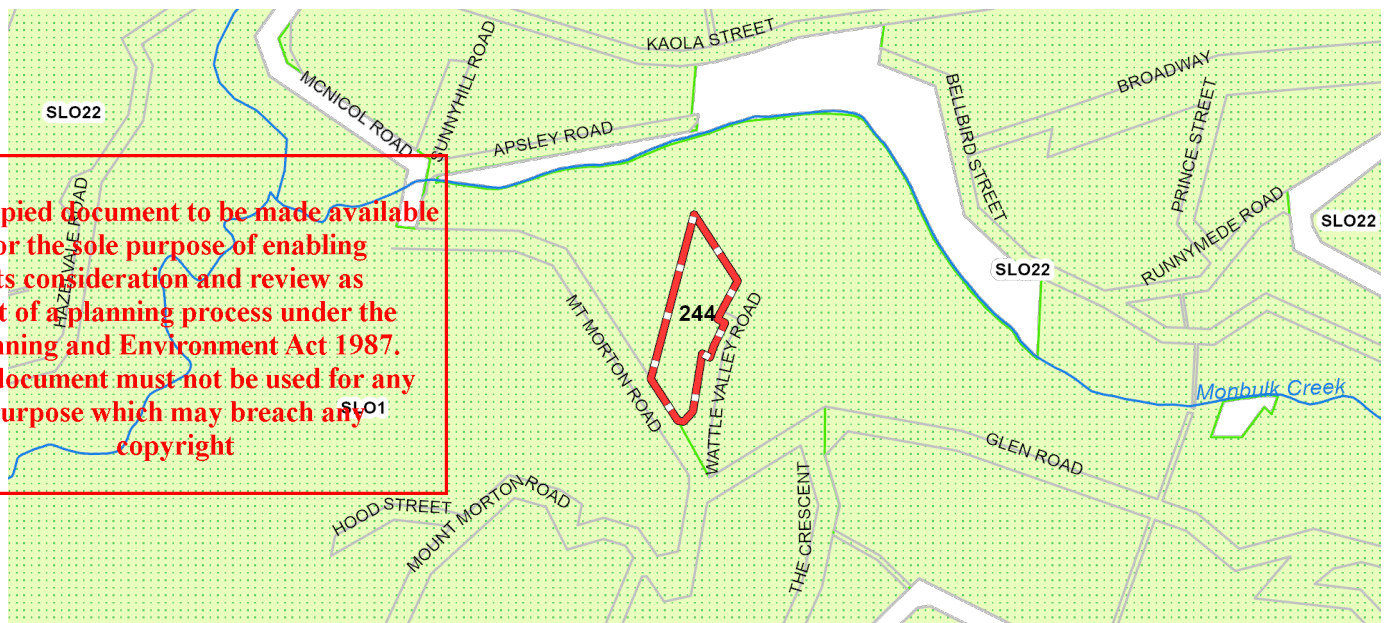 KAOLA STREET
BROADWAY
SLO22
MCNICOL ROAD
SUNNYHILL ROAD
APSLEY ROAD
BELLBIRD STREET
PRINCE STREET
RUNNYMEDE ROAD
SLO22
SLO22
HAZELVALE ROAD
pied document to be made available
or the sole purpose of enabling
ts consideration and review as
t of a planning process under the
nning and Environment Act 1987.
document must not be used for any
urpose which may breach any
copyright
SLO1
244
MT MORTON ROAD
WATTLE VALLEY ROAD
Monbulk Creek
GLEN ROAD
THE CRESCENT
HOOD STREET
MOUNT MORTON ROAD